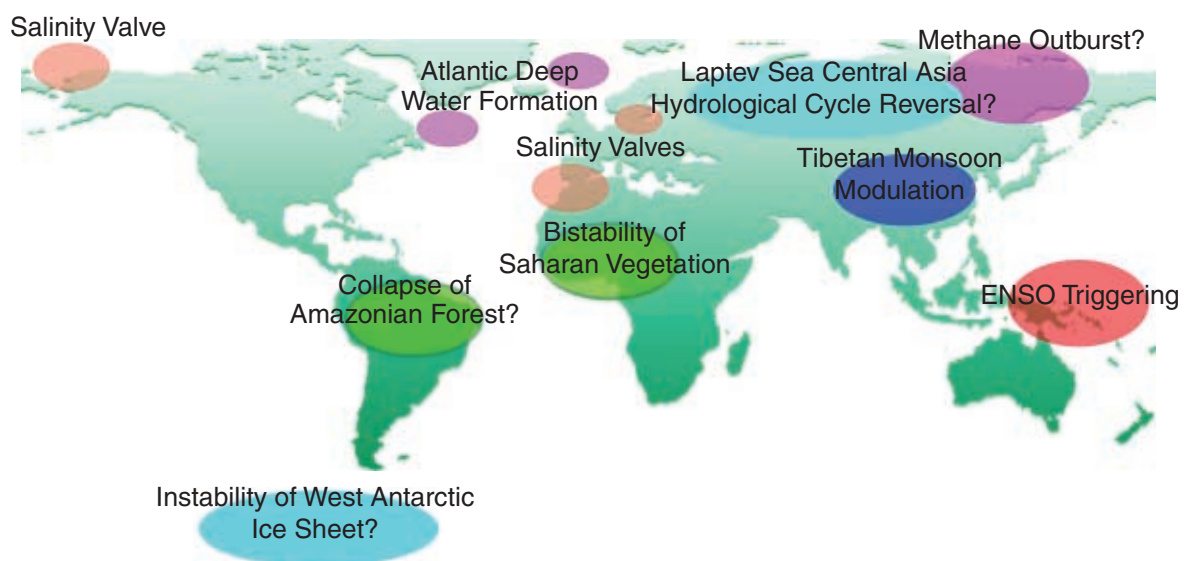 Salinity Valve
Methane Outburst?
Atlantic Deep
Water Formation
Laptev Sea Central Asia
Hydrological Cycle Reversal?
Salinity Valves
Tibetan Monsoon
Modulation
Bistability of
Saharan Vegetation
Collapse of
Amazonian Forest?
ENSO Triggering
Instability of West Antarctic
Ice Sheet?